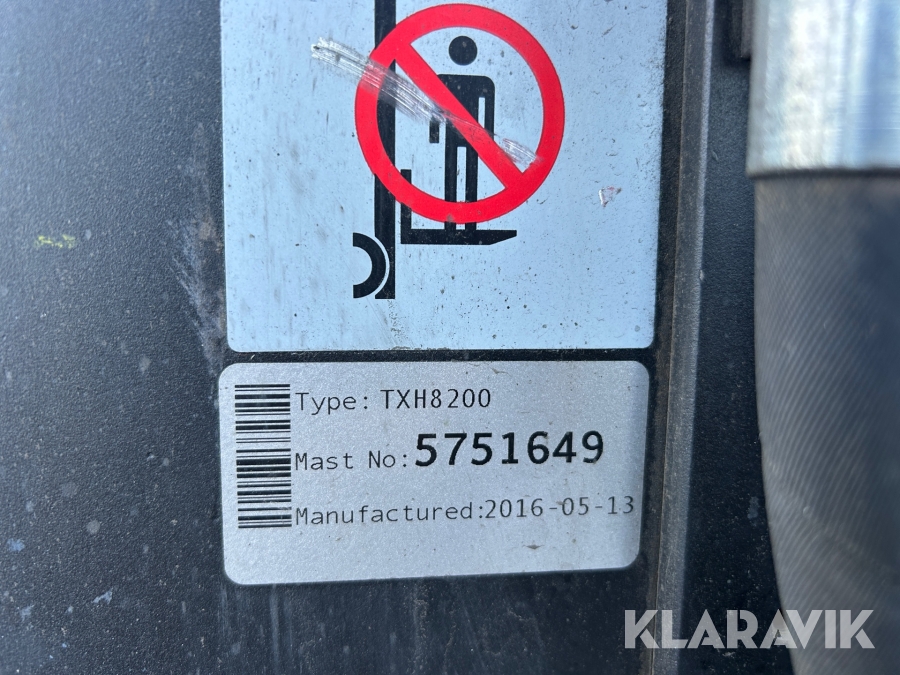 Type: TXH8200
Mast No: 5751649
Manufactured:2016-05-13
KLARAVIK